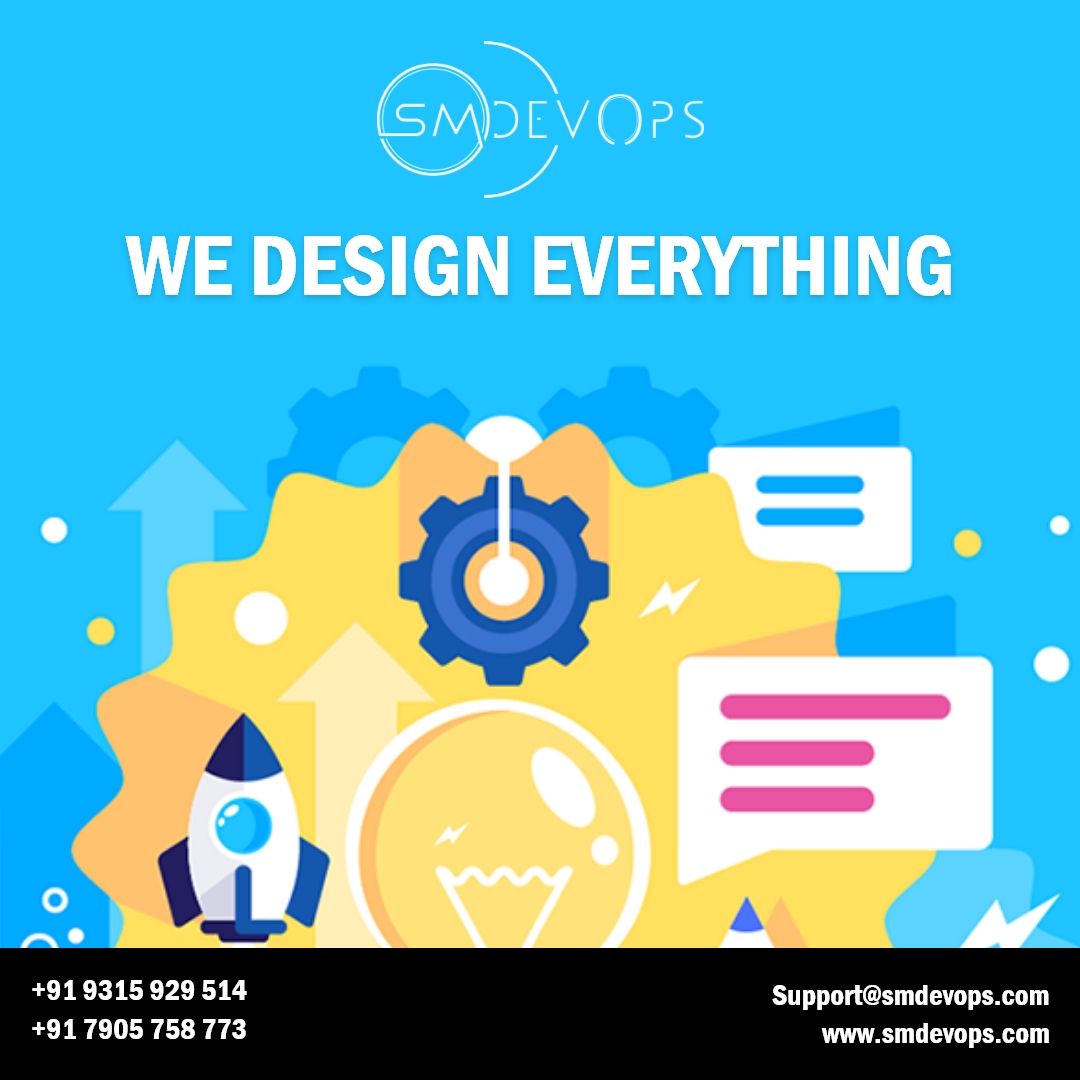 SMDEVOPS
WE DESIGN EVERYTHING
+91 9315 929 514
+91 7905 758 773
Support@smdevops.com
www.smdevops.com